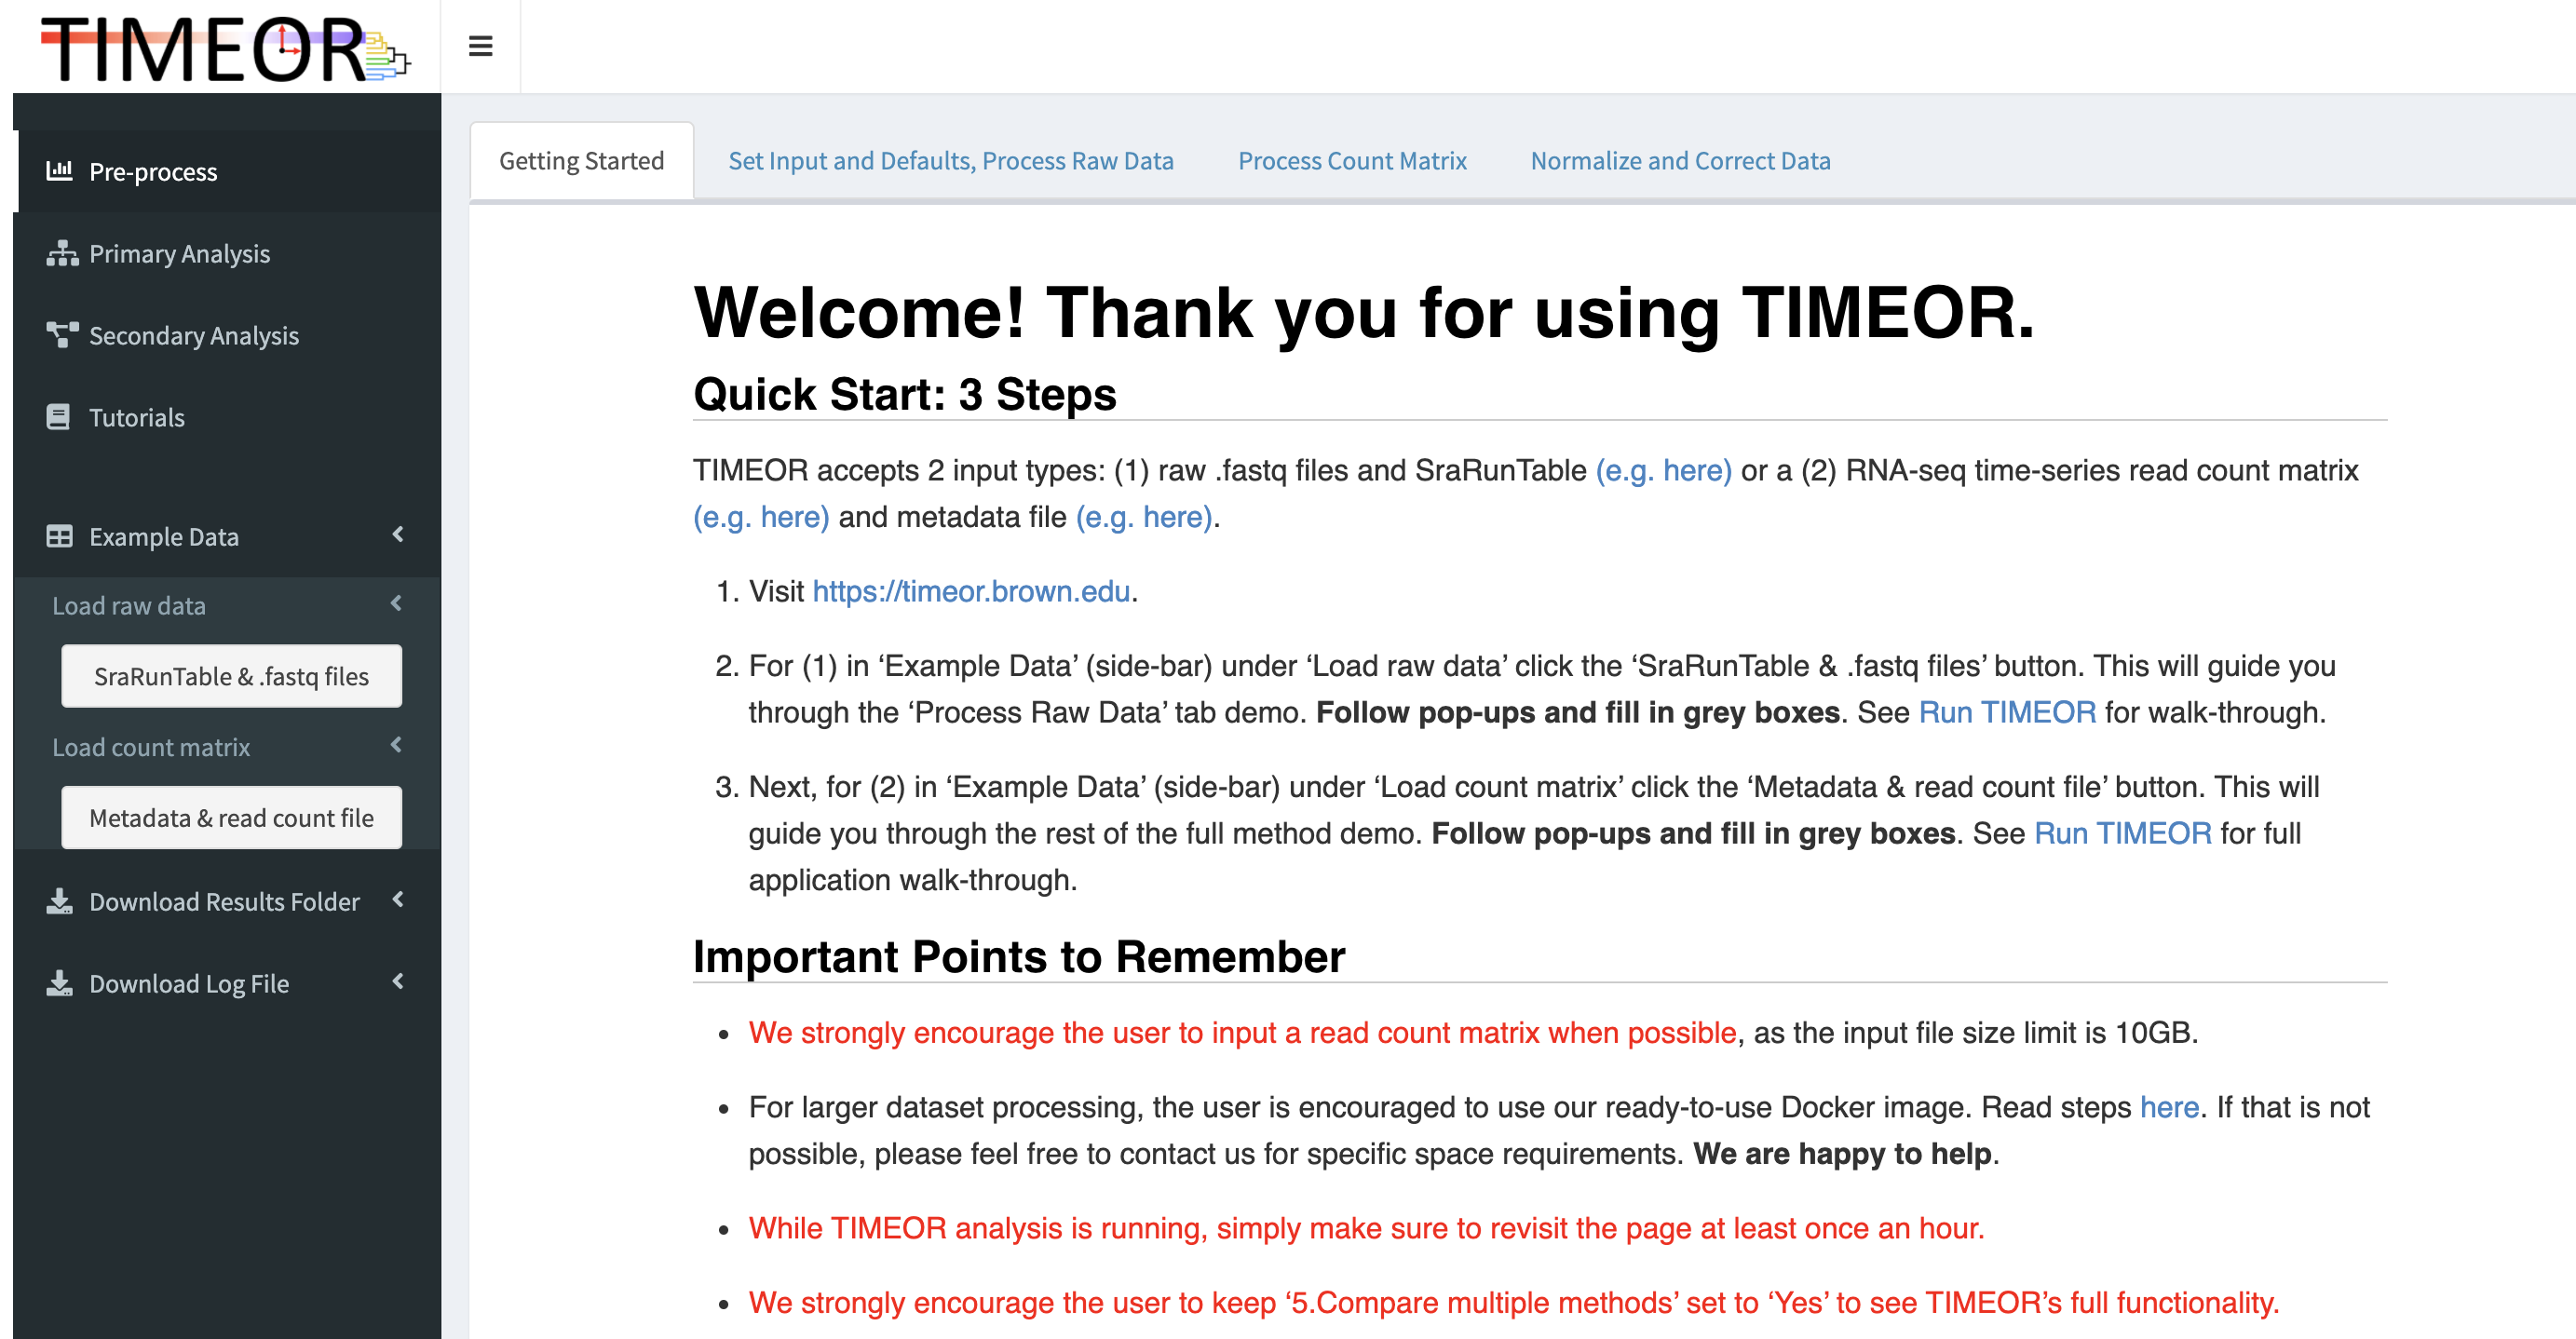 TIMEOR
Pre-process
Primary Analysis
Secondary Analysis
Tutorials
Example Data
Load raw data
SraRunTable & .fastq files
Load count matrix
Metadata & read count file
Download Results Folder
Download Log File
Getting Started
Set Input and Defaults, Process Raw Data
Process Count Matrix
Normalize and Correct Data
Welcome! Thank you for using TIMEOR.
Quick Start: 3 Steps
TIMEOR accepts 2 input types: (1) raw .fastq files and SraRunTable (e.g. here) or a (2) RNA-seq time-series read count matrix
(e.g. here) and metadata file (e.g. here).
1. Visit https://timeor.brown.edu.
2. For (1) in ‘Example Data’ (side-bar) under ‘Load raw data’ click the ‘SraRunTable & .fastq files’ button. This will guide you
through the ‘Process Raw Data’ tab demo. Follow pop-ups and fill in grey boxes. See Run TIMEOR for walk-through.
3. Next, for (2) in ‘Example Data’ (side-bar) under ‘Load count matrix’ click the ‘Metadata & read count file’ button. This will
guide you through the rest of the full method demo. Follow pop-ups and fill in grey boxes. See Run TIMEOR for full
application walk-through.
Important Points to Remember
• We strongly encourage the user to input a read count matrix when possible, as the input file size limit is 10GB.
• For larger dataset processing, the user is encouraged to use our ready-to-use Docker image. Read steps here. If that is not
possible, please feel free to contact us for specific space requirements. We are happy to help.
• While TIMEOR analysis is running, simply make sure to revisit the page at least once an hour.
• We strongly encourage the user to keep ‘5.Compare multiple methods’ set to ‘Yes’ to see TIMEOR’s full functionality.